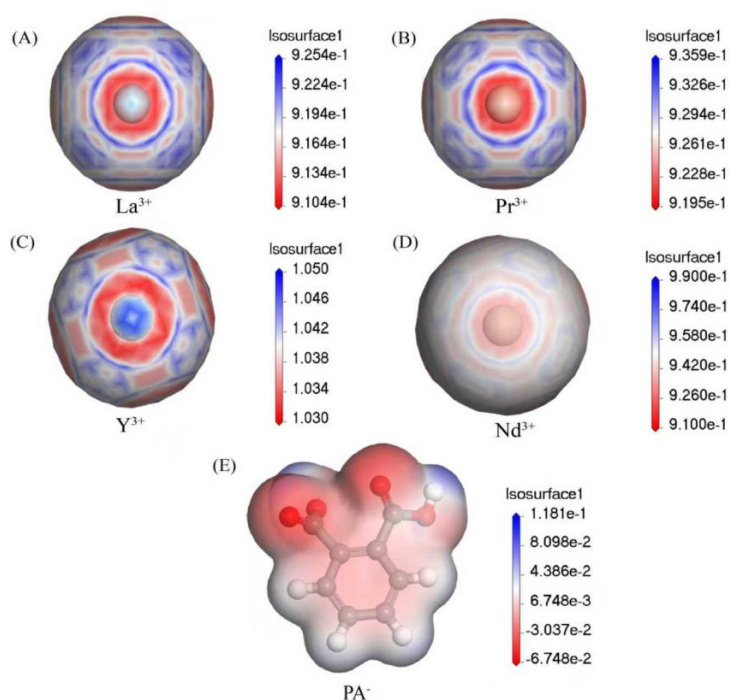 (A)
Isosurface1
9.254e-1
9.224e-1
9.194e-1
9.164e-1
9.134e-1
9.104e-1
La³⁺
(B)
Isosurface1
9.359e-1
9.326e-1
9.294e-1
9.261e-1
9.228e-1
9.195e-1
Pr³⁺
(C)
Isosurface1
1.050
1.046
1.042
1.038
1.034
1.030
Y³⁺
(D)
Isosurface1
9.900e-1
9.740e-1
9.580e-1
9.420e-1
9.260e-1
9.100e-1
Nd³⁺
(E)
Isosurface1
1.181e-1
8.098e-2
4.386e-2
6.748e-3
-3.037e-2
-6.748e-2
PA⁻